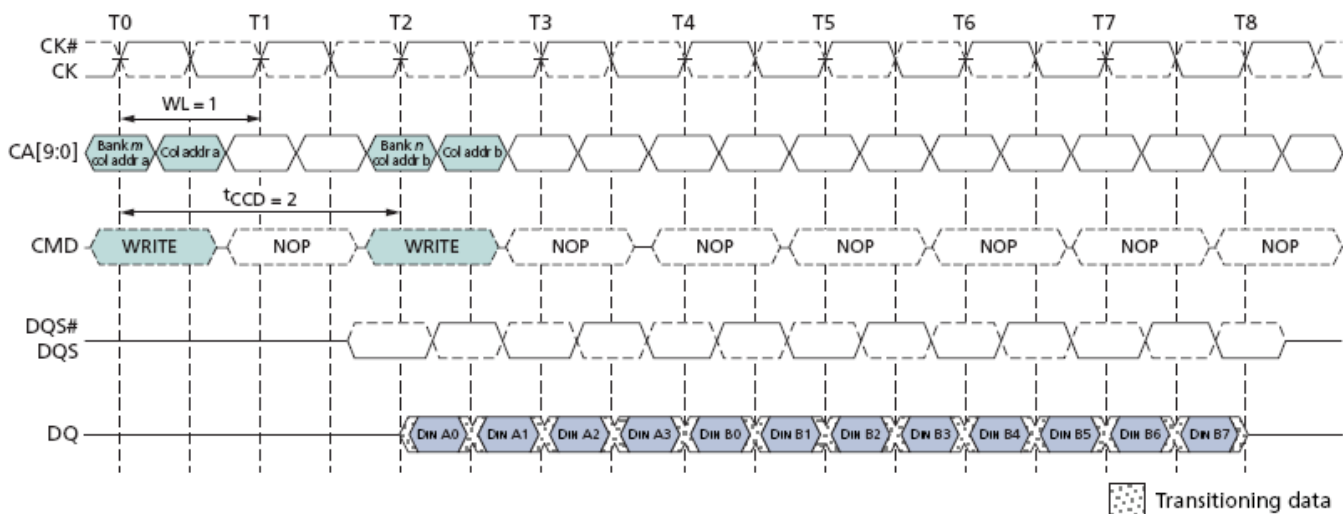 T0 T1 T2 T3 T4 T5 T6 T7 T8
CK#
CK
WL = 1
CA[9:0]
Bank m
col addr a
Col addr a
Bank n
col addr b
Col addr b
tCCD = 2
CMD WRITE NOP WRITE NOP NOP NOP NOP NOP NOP
DQS#
DQS
DQ DIN A0 DIN A1 DIN A2 DIN A3 DIN B0 DIN B1 DIN B2 DIN B3 DIN B4 DIN B5 DIN B6 DIN B7
Transitioning data